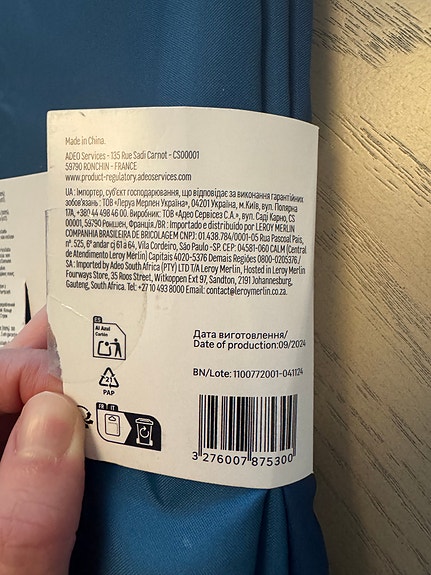 Made in China.
ADEO Services - 135 Rue Sadi Carnot - CS00001
59790 RONCHIN - FRANCE
www.product-regulatory.adeoservices.com
UA : Імпортер, суб'єкт господарювання, що відповідає за виконання гарантійних
зобов'язань : ТОВ «Леруа Мерлен Україна», 04201 Україна, м.Київ, вул. Полярна
17А, +380 44 498 46 00. Виробник: ТОВ «Адео Сервісез С.А.», вул. Саді Карно, CS
00001, 59790 Роншен, Франція /BR : Importado e distribuido por LEROY MERLIN
COMPANHIA BRASILEIRA DE BRICOLAGEM CNPJ: 01.438.784/0001-05 Rua Pascoal Pais,
n°. 525, 6° andar cj 61 a 64, Vila Cordeiro, São Paulo -SP. CEP: 04581-060 CALM (Central
de Atendimento Leroy Merlin) Capitais 4020-5376 Demais Regiões 0800-0205376 /
SA : Imported by Adeo South Africa (PTY) LTD T/A Leroy Merlin, Hosted in Leroy Merlin
Fourways Store, 35 Roos Street, Witkoppen Ext 97, Sandton, 2191 Johannesburg,
Gauteng, South Africa. Tel: +27 10 493 8000 Email: contact@leroymerlin.co.za.
ES
Al Azul
Cartón
Дата виготовлення/
Date of production:09/2024
21
PAP
BN/Lote: 1100772001-041124
FR IT
3 276007 875300